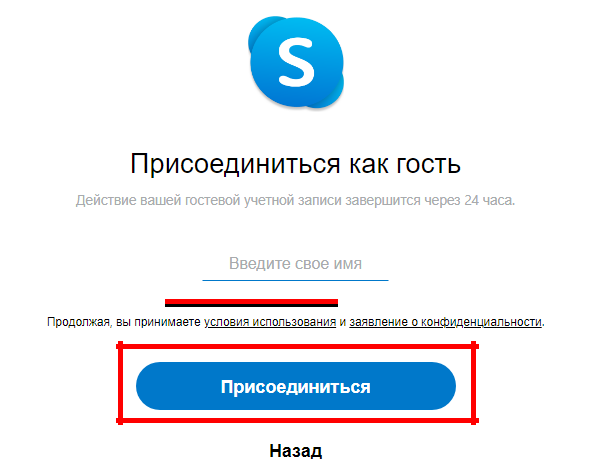 S
Присоединиться как гость
Действие вашей гостевой учетной записи завершится через 24 часа.
Введите свое имя
Продолжая, вы принимаете условия использования и заявление о конфиденциальности.
Присоединиться
Назад